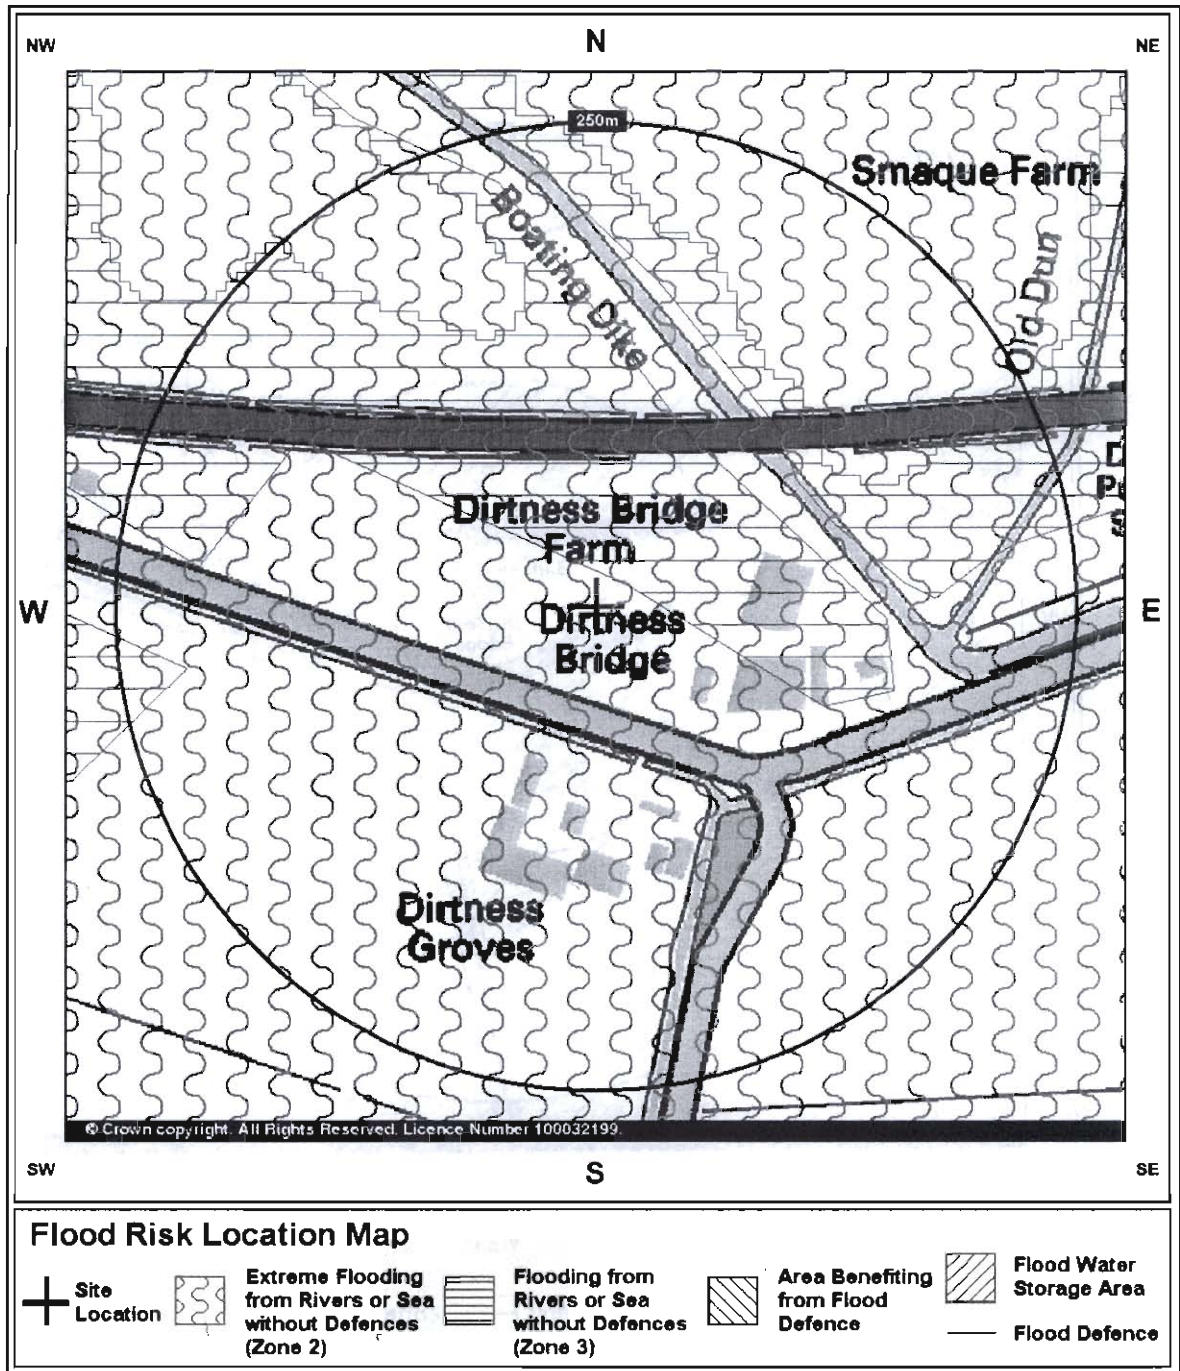 NW
N
NE
250m
Smaque Farm
Boating Dike
Old Dun
Dirtness Bridge
Farm
Dirtness
Bridge
W
E
Dirtness
Groves
© Crown copyright. All Rights Reserved. Licence Number 100032199.
SW
S
SE
Flood Risk Location Map
Site
Location
Extreme Flooding
from Rivers or Sea
without Defences
(Zone 2)
Flooding from
Rivers or Sea
without Defences
(Zone 3)
Area Benefiting
from Flood
Defence
Flood Water
Storage Area
Flood Defence